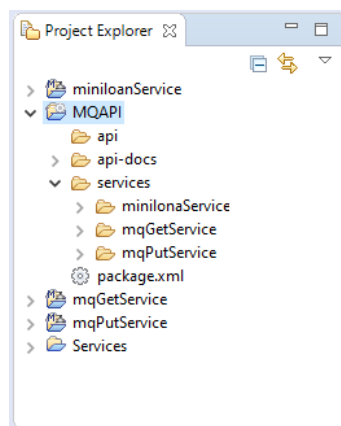 Project Explorer
miniloanService
MQAPI
api
api-docs
services
minilonaService
mqGetService
mqPutService
package.xml
mqGetService
mqPutService
Services